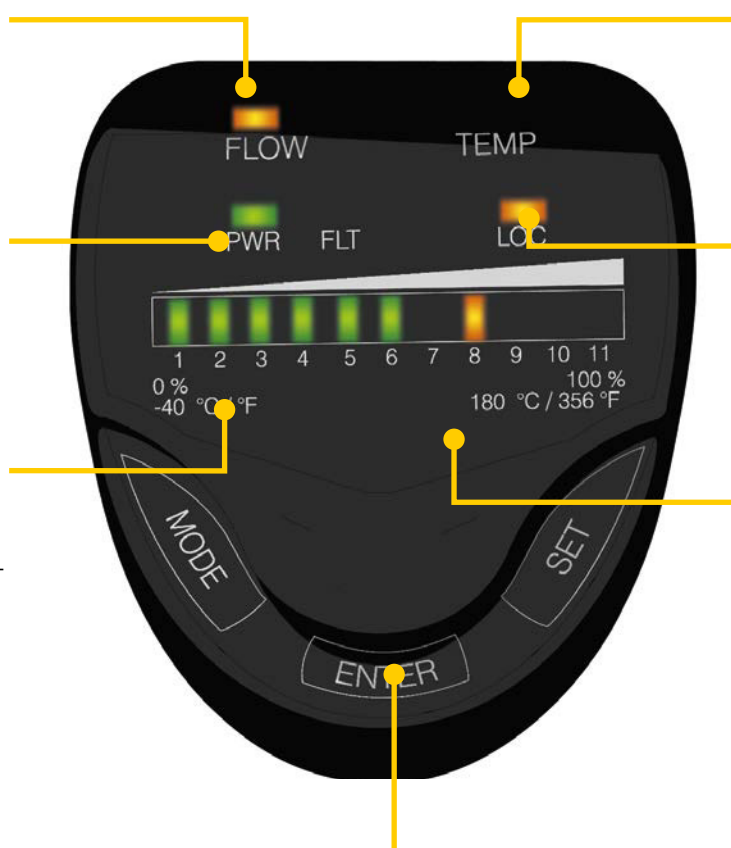 FLOW TEMP
PWR FLT LOC
1 2 3 4 5 6 7 8 9 10 11
0 % 100 %
-40 °C / °F 180 °C / 356 °F
MODE SET
ENTER